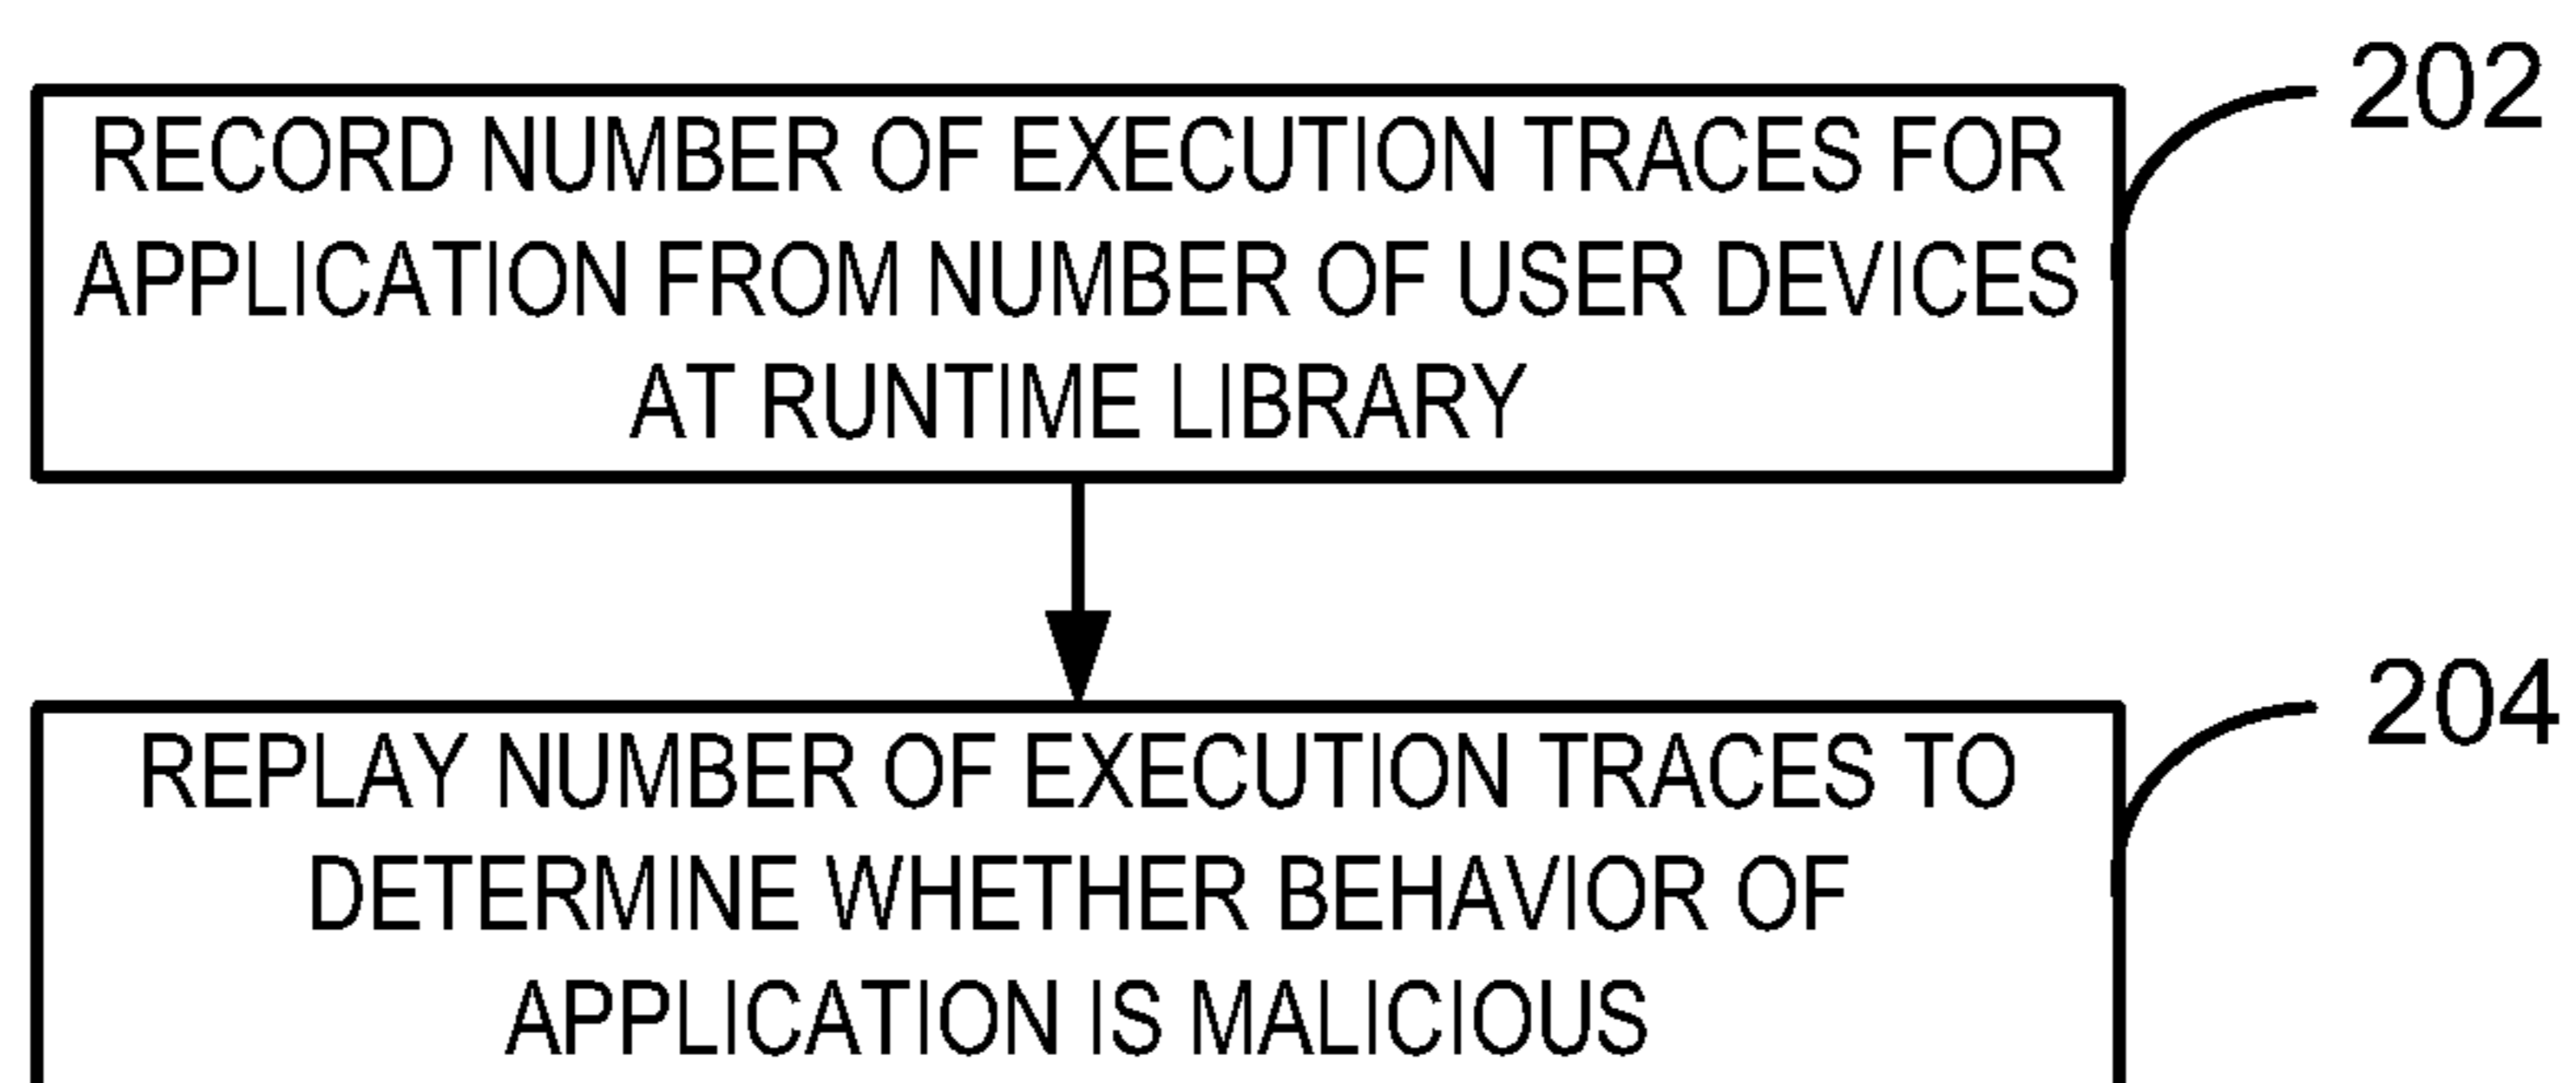 202
RECORD NUMBER OF EXECUTION TRACES FOR
APPLICATION FROM NUMBER OF USER DEVICES
AT RUNTIME LIBRARY
204
REPLAY NUMBER OF EXECUTION TRACES TO
DETERMINE WHETHER BEHAVIOR OF
APPLICATION IS MALICIOUS